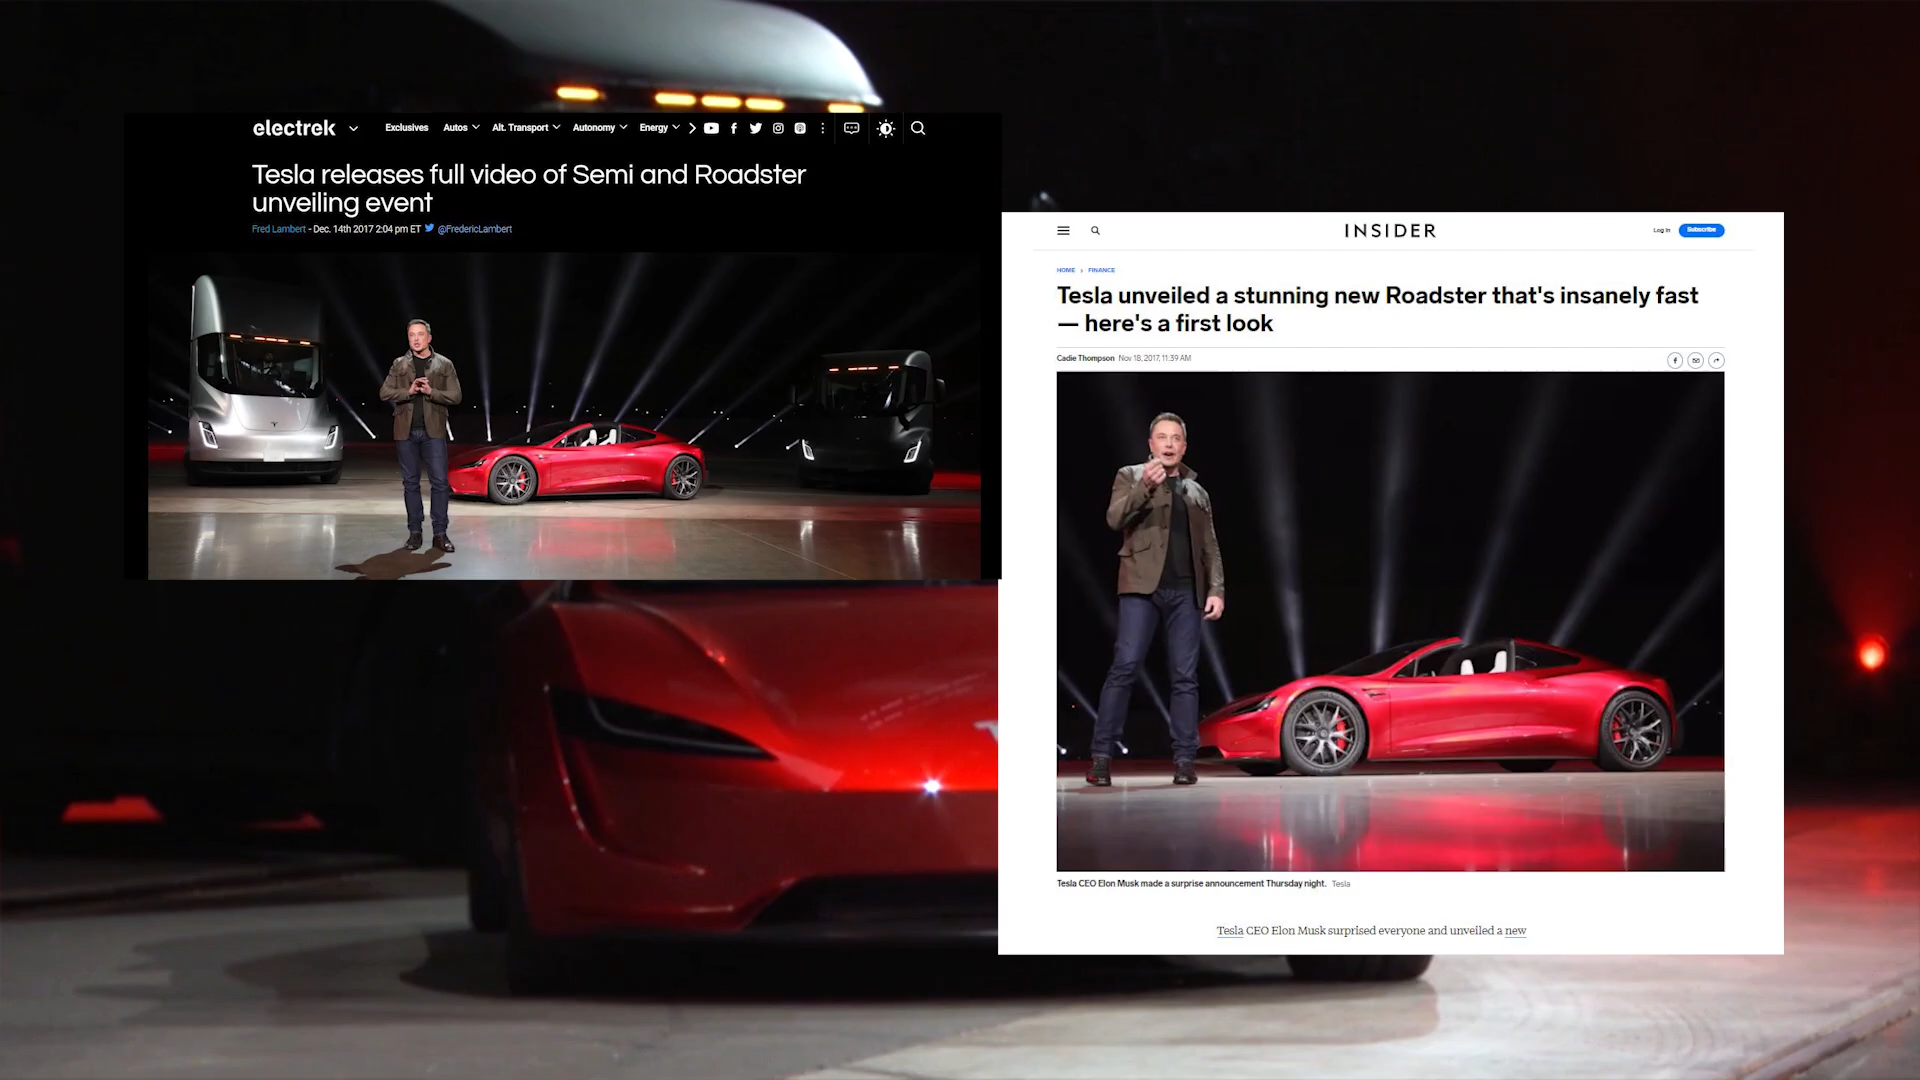 electrek
Exclusives Autos Alt. Transport Autonomy Energy
Tesla releases full video of Semi and Roadster
unveiling event
Fred Lambert - Dec. 14th 2017 2:04 pm ET @FredericLambert
INSIDER
Log In
Subscribe
HOME > FINANCE
Tesla unveiled a stunning new Roadster that's insanely fast
— here's a first look
Cadie Thompson Nov 18, 2017, 11:39 AM
Tesla CEO Elon Musk made a surprise announcement Thursday night. Tesla
Tesla CEO Elon Musk surprised everyone and unveiled a new